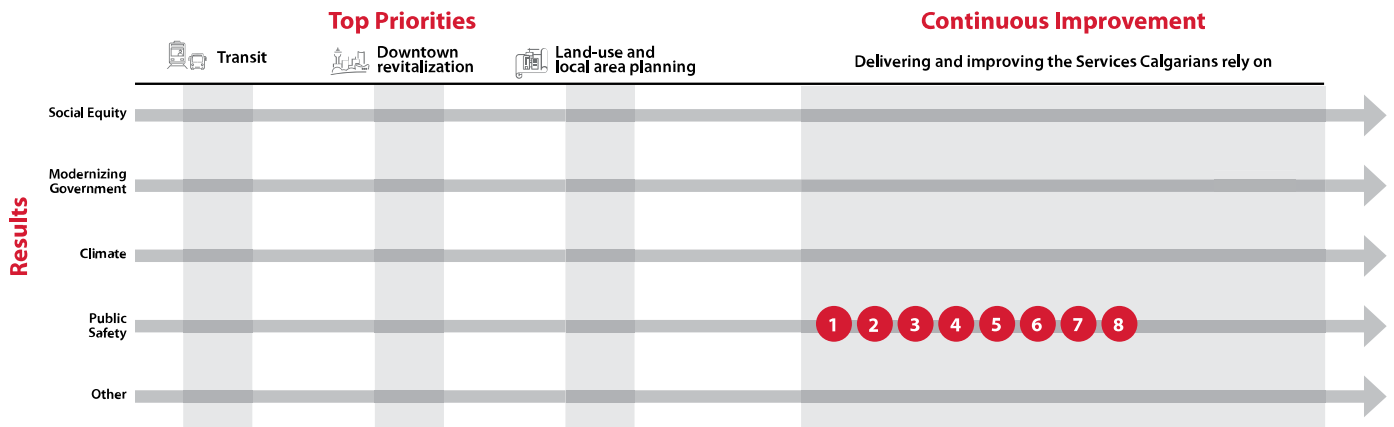 Top Priorities
Continuous Improvement
Transit
Downtown
revitalization
Land-use and
local area planning
Delivering and improving the Services Calgarians rely on
Results
Social Equity
Modernizing
Government
Climate
Public
Safety
1 2 3 4 5 6 7 8
Other